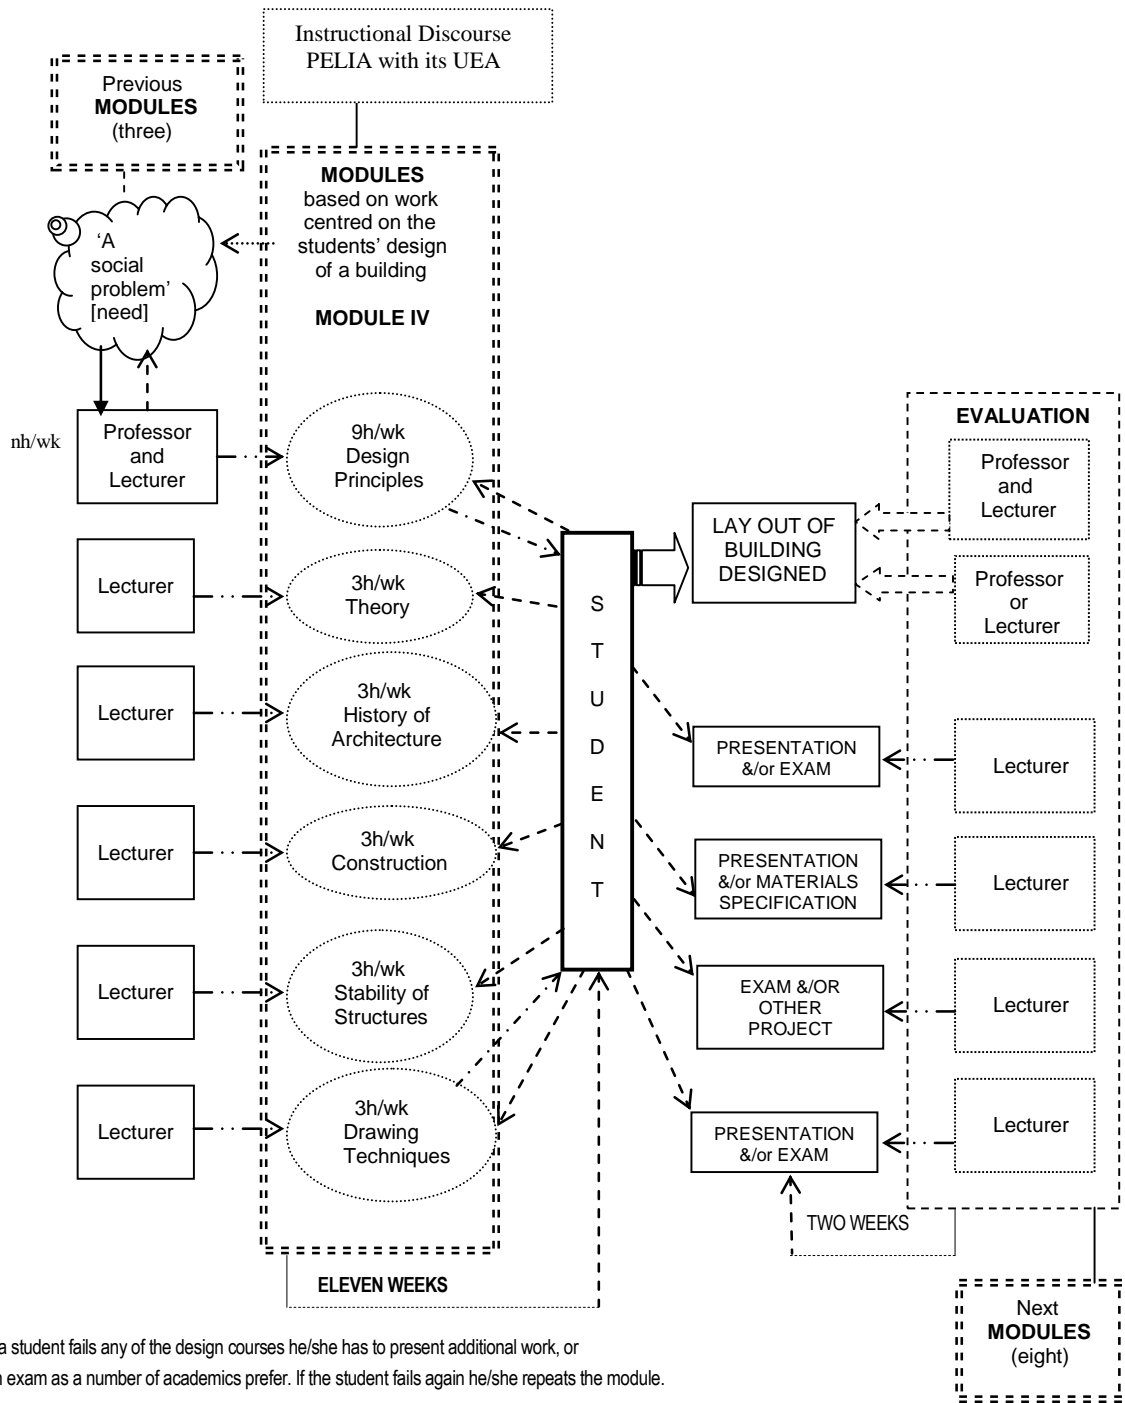 Instructional Discourse
PELIA with its UEA
Previous
MODULES
(three)
MODULES
based on work
centred on the
students' design
of a building
MODULE IV
‘A
social
problem’
[need]
nh/wk
Professor
and
Lecturer
9h/wk
Design
Principles
Lecturer
3h/wk
Theory
Lecturer
3h/wk
History of
Architecture
Lecturer
3h/wk
Construction
Lecturer
3h/wk
Stability of
Structures
Lecturer
3h/wk
Drawing
Techniques
ELEVEN WEEKS
S
T
U
D
E
N
T
LAY OUT OF
BUILDING
DESIGNED
PRESENTATION
&/or EXAM
PRESENTATION
&/or MATERIALS
SPECIFICATION
EXAM &/OR
OTHER
PROJECT
PRESENTATION
&/or EXAM
TWO WEEKS
EVALUATION
Professor
and
Lecturer
Professor
or
Lecturer
Lecturer
Lecturer
Lecturer
Lecturer
Next
MODULES
(eight)
a student fails any of the design courses he/she has to present additional work, or
exam as a number of academics prefer. If the student fails again he/she repeats the module.